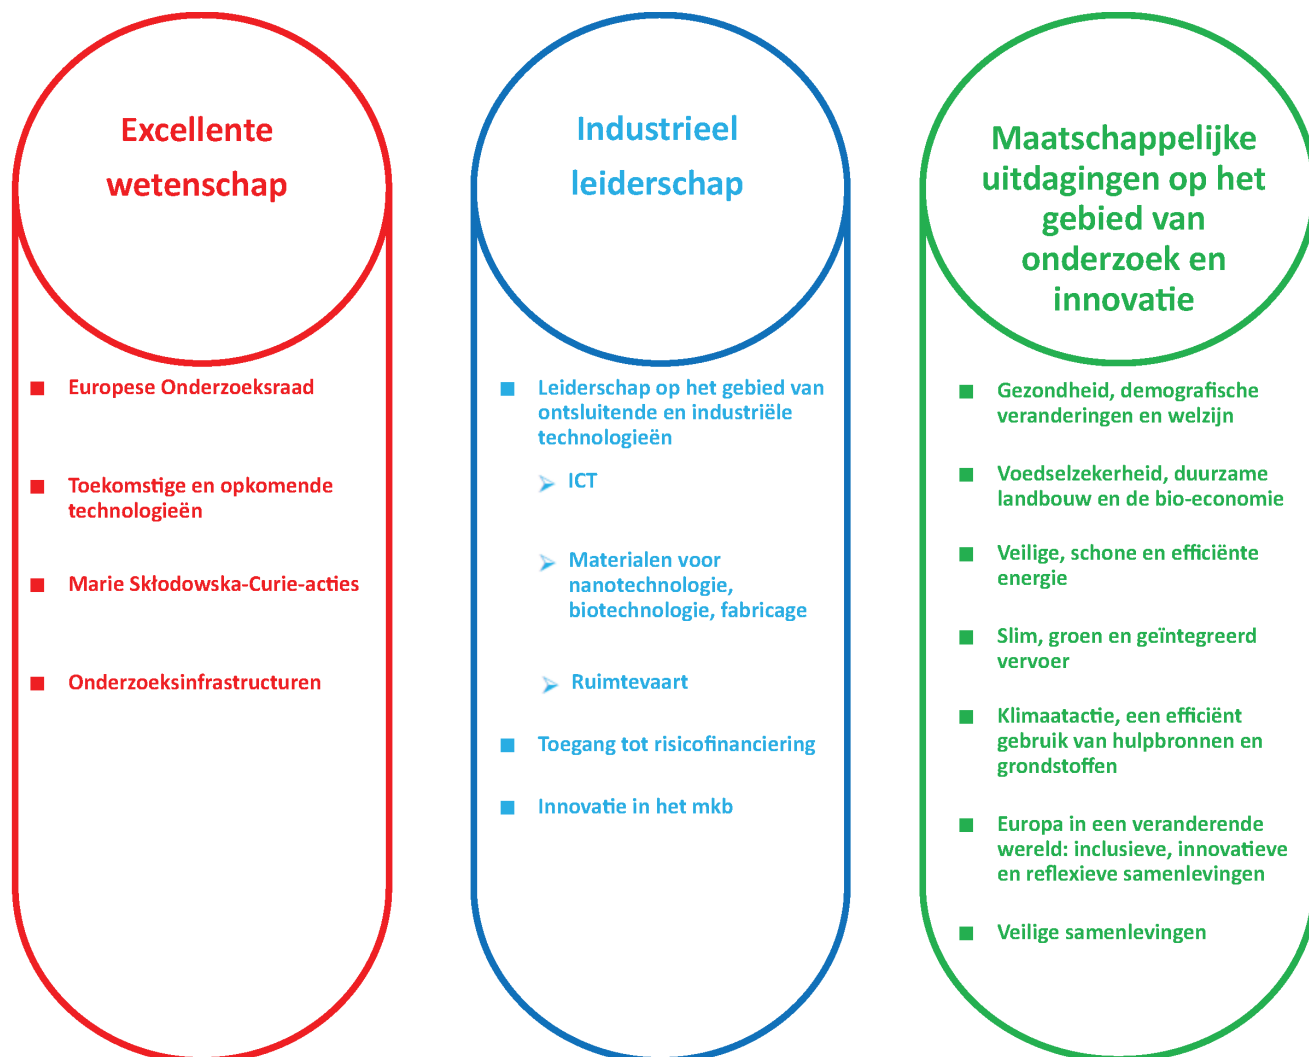 Excellente
wetenschap
Europese Onderzoeksraad
Toekomstige en opkomende
technologieën
Marie Skłodowska-Curie-acties
Onderzoeksinfrastructuren
Industrieel
leiderschap
Leiderschap op het gebied van
ontsluitende en industriële
technologieën
ICT
Materialen voor
nanotechnologie,
biotechnologie, fabricage
Ruimtevaart
Toegang tot risicofinanciering
Innovatie in het mkb
Maatschappelijke
uitdagingen op het
gebied van
onderzoek en
innovatie
Gezondheid, demografische
veranderingen en welzijn
Voedselzekerheid, duurzame
landbouw en de bio-economie
Veilige, schone en efficiënte
energie
Slim, groen en geïntegreerd
vervoer
Klimaatactie, een efficiënt
gebruik van hulpbronnen en
grondstoffen
Europa in een veranderende
wereld: inclusieve, innovatieve
en reflexieve samenlevingen
Veilige samenlevingen